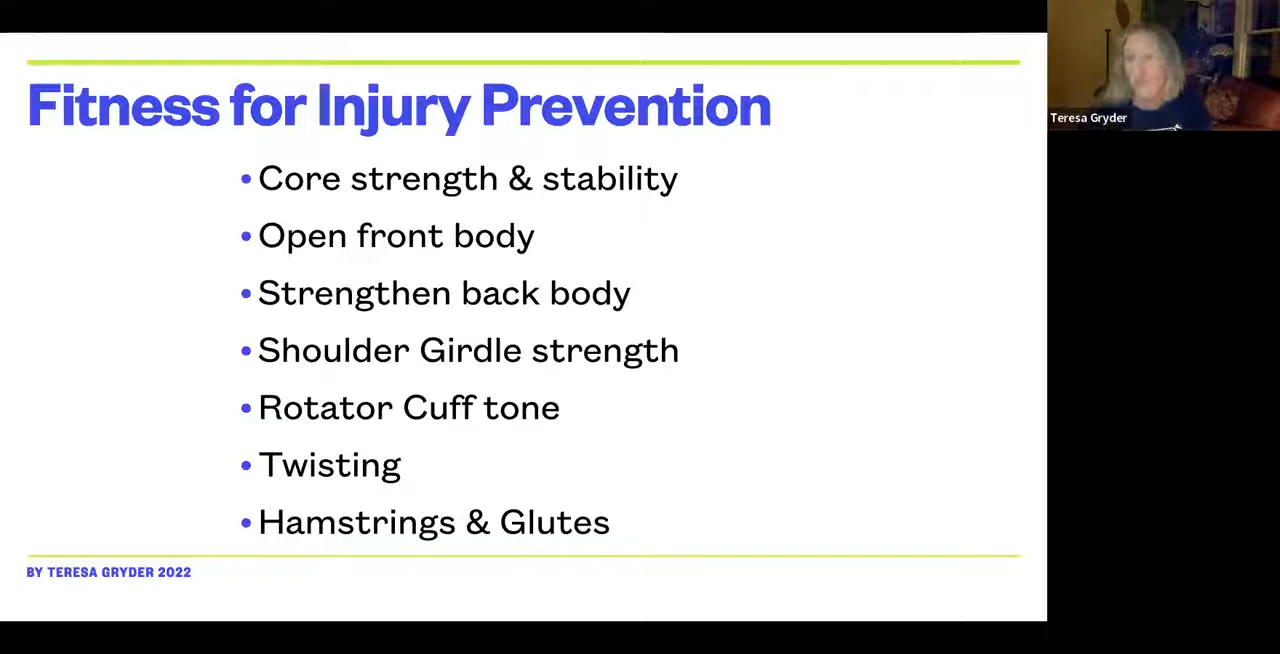 Fitness for Injury Prevention
• Core strength & stability
• Open front body
• Strengthen back body
• Shoulder Girdle strength
• Rotator Cuff tone
• Twisting
• Hamstrings & Glutes
BY TERESA GRYDER 2022
Teresa Gryder